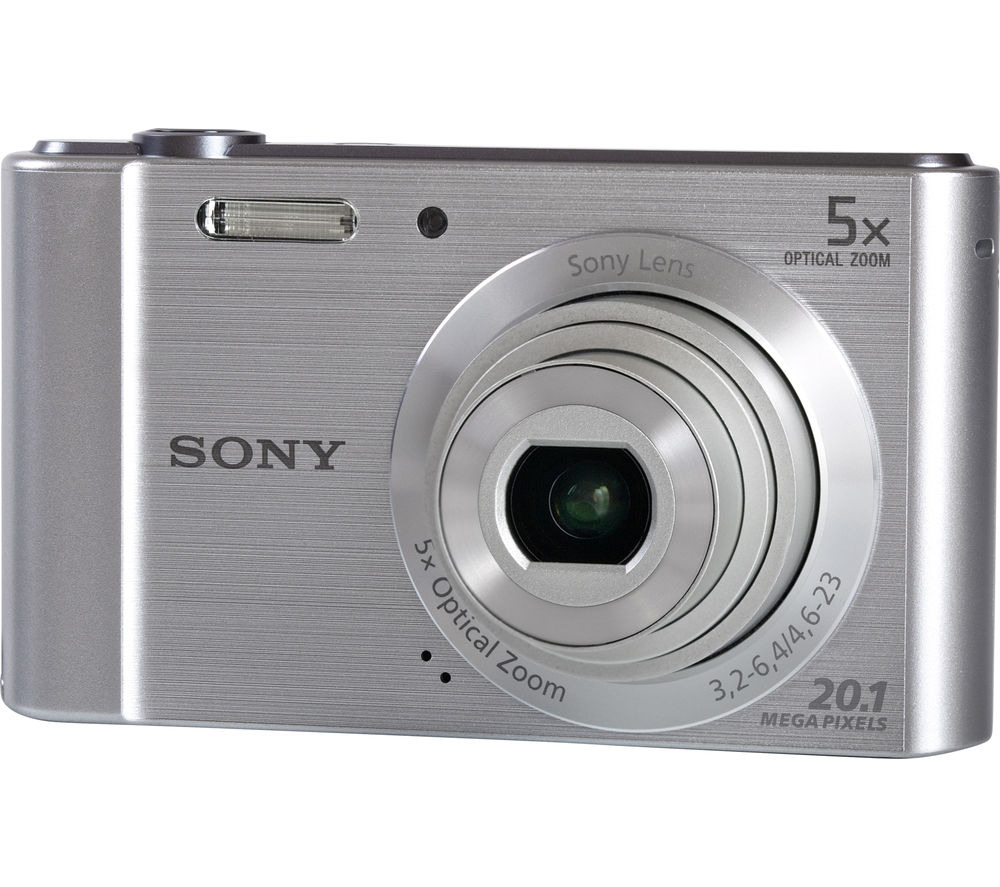 5x
OPTICAL ZOOM
Sony Lens
SONY
5x Optical Zoom
3,2-6,4/4,6-23
20.1
MEGA PIXELS